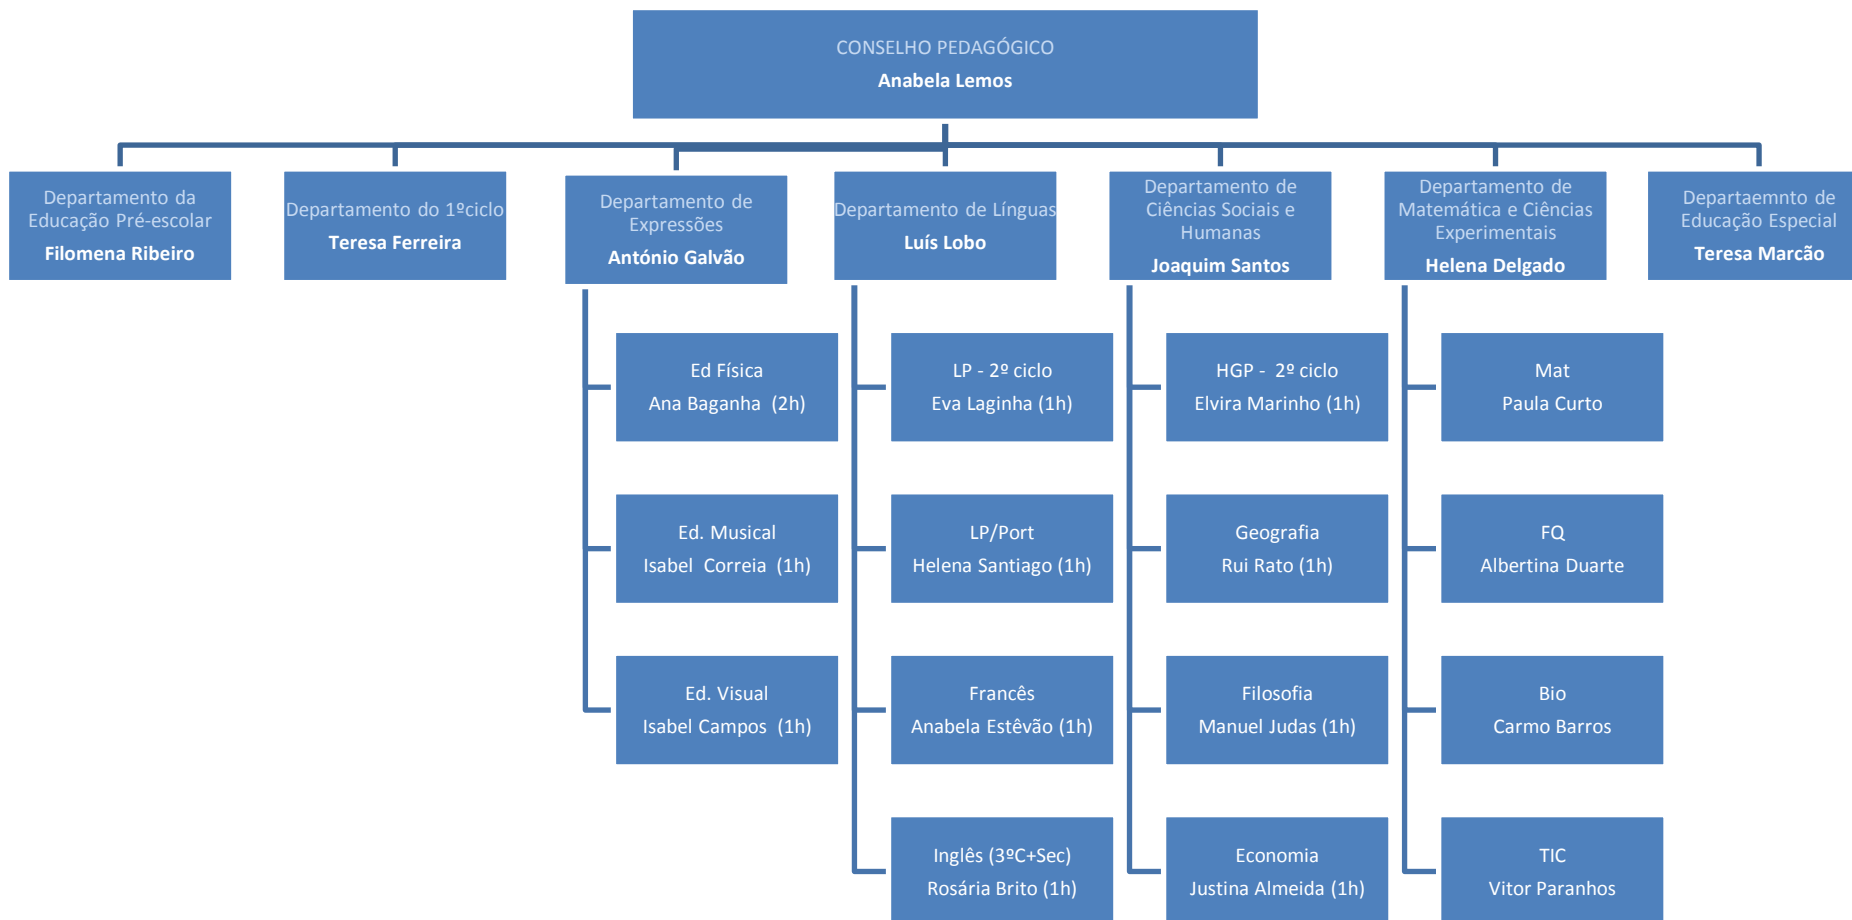 CONSELHO PEDAGÓGICO
Anabela Lemos
Departamento da
Educação Pré-escolar
Filomena Ribeiro
Departamento do 1ºciclo
Teresa Ferreira
Departamento de
Expressões
António Galvão
Departamento de Línguas
Luís Lobo
Departamento de
Ciências Sociais e
Humanas
Joaquim Santos
Departamento de
Matemática e Ciências
Experimentais
Helena Delgado
Departaemnto de
Educação Especial
Teresa Marcão
Ed Física
Ana Baganha (2h)
Ed. Musical
Isabel Correia (1h)
Ed. Visual
Isabel Campos (1h)
LP - 2º ciclo
Eva Laginha (1h)
LP/Port
Helena Santiago (1h)
Francês
Anabela Estêvão (1h)
Inglês (3ºC+Sec)
Rosária Brito (1h)
HGP - 2º ciclo
Elvira Marinho (1h)
Geografia
Rui Rato (1h)
Filosofia
Manuel Judas (1h)
Economia
Justina Almeida (1h)
Mat
Paula Curto
FQ
Albertina Duarte
Bio
Carmo Barros
TIC
Vitor Paranhos